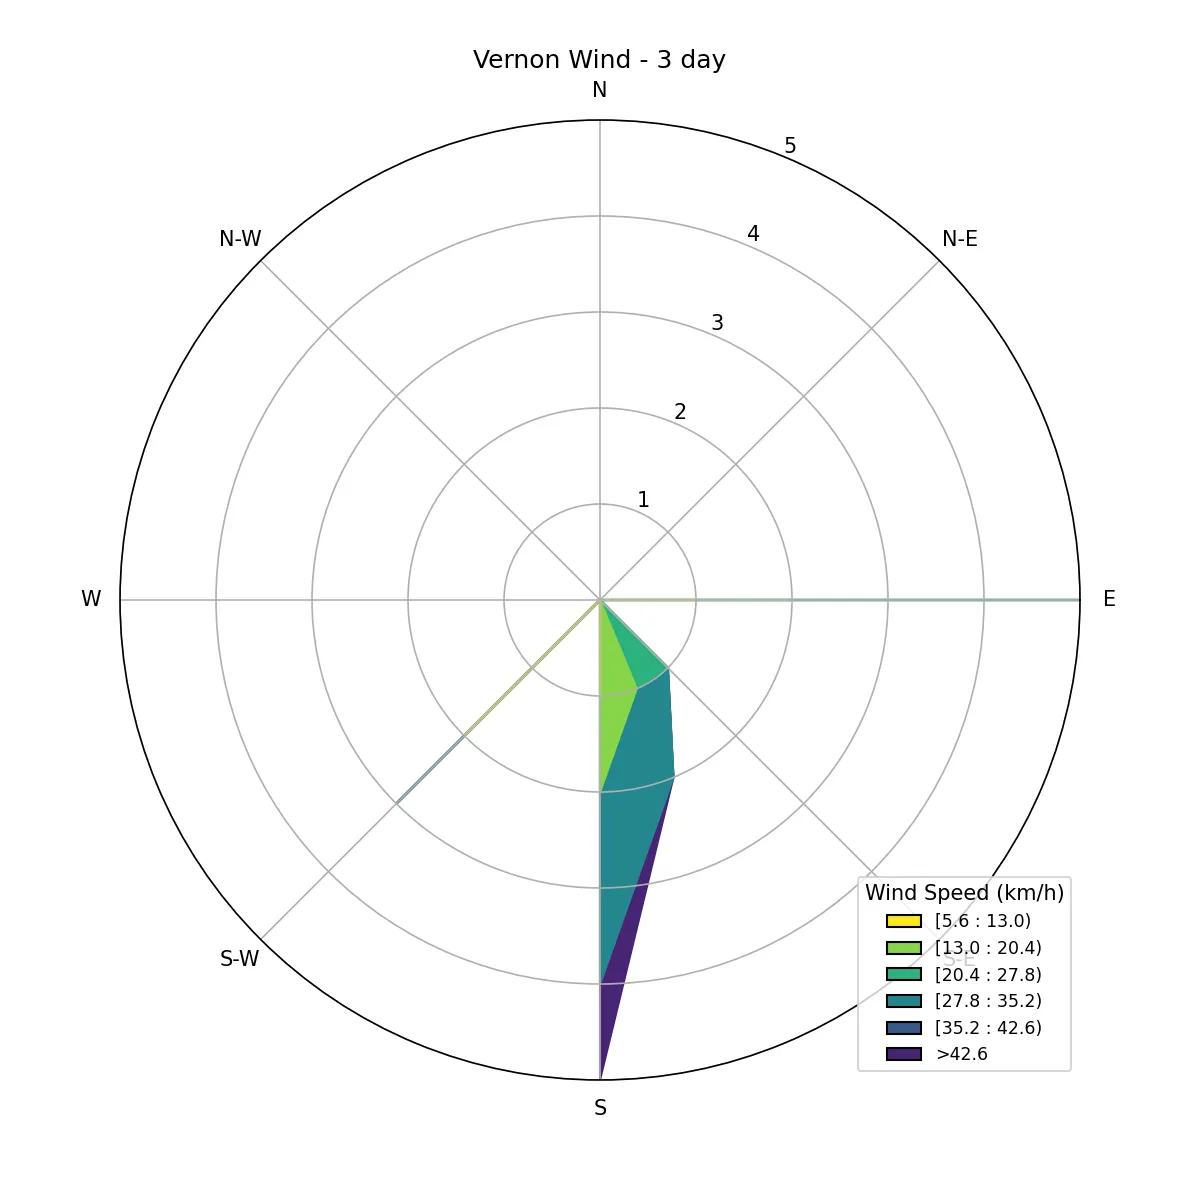 Vernon Wind - 3 day
N
5
N-W
N-E
4
3
2
1
W
E
Wind Speed (km/h)
[5.6 : 13.0)
[13.0 : 20.4)
S-W
S-E
[20.4 : 27.8)
[27.8 : 35.2)
[35.2 : 42.6)
>42.6
S